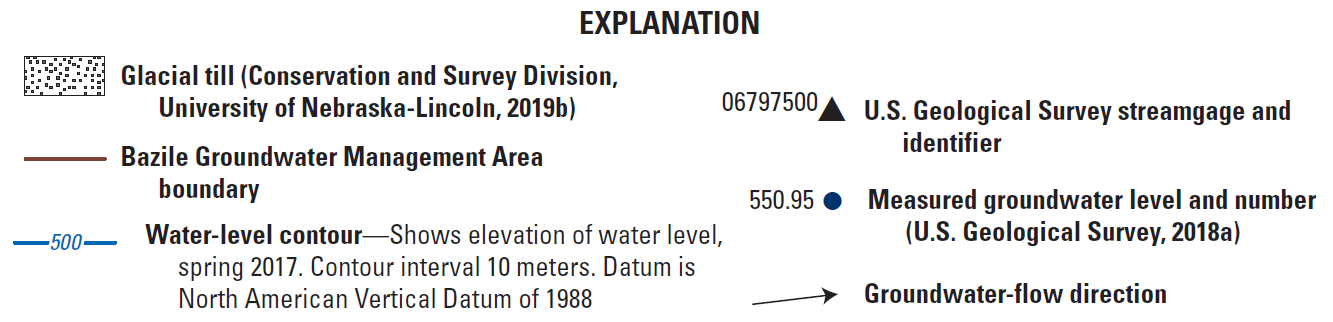 EXPLANATION
Glacial till (Conservation and Survey Division,
University of Nebraska-Lincoln, 2019b)
Bazile Groundwater Management Area
boundary
500
Water-level contour—Shows elevation of water level,
spring 2017. Contour interval 10 meters. Datum is
North American Vertical Datum of 1988
06797500
U.S. Geological Survey streamgage and
identifier
550.95
Measured groundwater level and number
(U.S. Geological Survey, 2018a)
Groundwater-flow direction